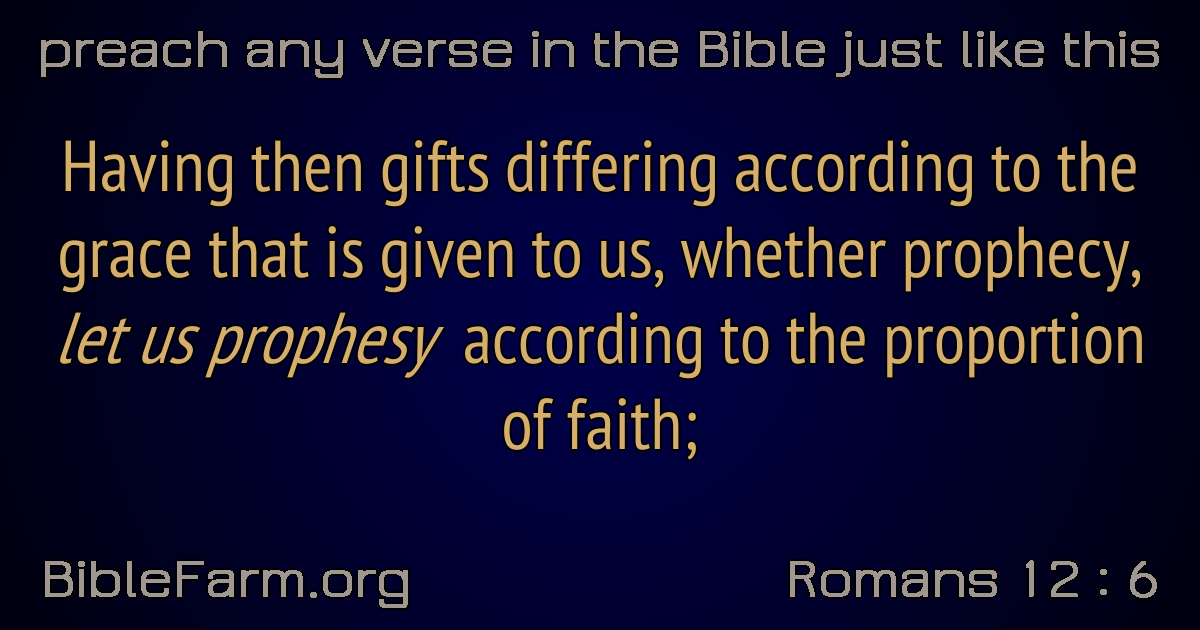 preach any verse in the Bible just like this
Having then gifts differing according to the
grace that is given to us, whether prophecy,
let us prophesy according to the proportion
of faith;
BibleFarm.org
Romans 12 : 6